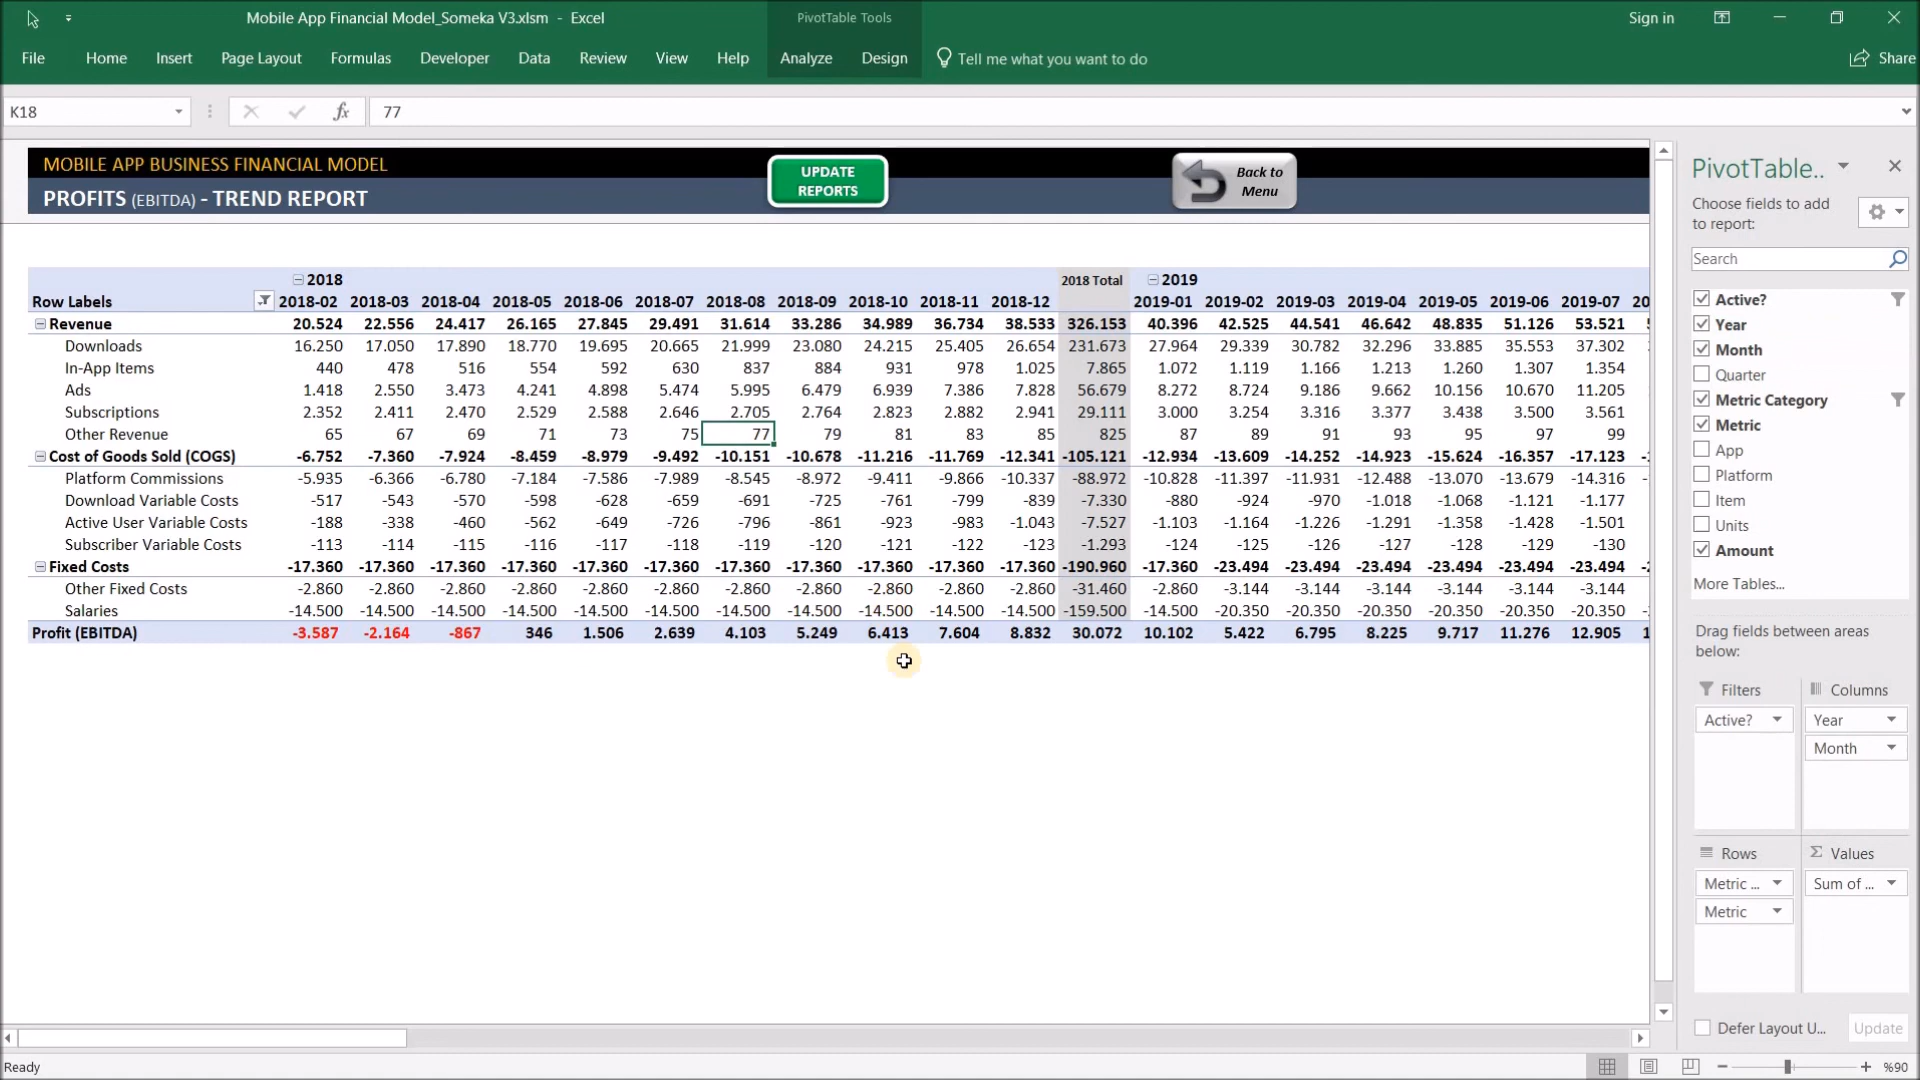 Mobile App Financial Model_Someka V3.xlsm - Excel
PivotTable Tools
Sign in
File Home Insert Page Layout Formulas Developer Data Review View Help Analyze Design Tell me what you want to do Share
K18 fx 77
MOBILE APP BUSINESS FINANCIAL MODEL
PROFITS (EBITDA) - TREND REPORT
UPDATE
REPORTS
Back to
Menu
2018 2018 Total 2019
Row Labels 2018-02 2018-03 2018-04 2018-05 2018-06 2018-07 2018-08 2018-09 2018-10 2018-11 2018-12 2019-01 2019-02 2019-03 2019-04 2019-05 2019-06 2019-07 20
Revenue 20.524 22.556 24.417 26.165 27.845 29.491 31.614 33.286 34.989 36.734 38.533 326.153 40.396 42.525 44.541 46.642 48.835 51.126 53.521
Downloads 16.250 17.050 17.890 18.770 19.695 20.665 21.999 23.080 24.215 25.405 26.654 231.673 27.964 29.339 30.782 32.296 33.885 35.553 37.302
In-App Items 440 478 516 554 592 630 837 884 931 978 1.025 7.865 1.072 1.119 1.166 1.213 1.260 1.307 1.354
Ads 1.418 2.550 3.473 4.241 4.898 5.474 5.995 6.479 6.939 7.386 7.828 56.679 8.272 8.724 9.186 9.662 10.156 10.670 11.205
Subscriptions 2.352 2.411 2.470 2.529 2.588 2.646 2.705 2.764 2.823 2.882 2.941 29.111 3.000 3.254 3.316 3.377 3.438 3.500 3.561
Other Revenue 65 67 69 71 73 75 77 79 81 83 85 825 87 89 91 93 95 97 99
Cost of Goods Sold (COGS) -6.752 -7.360 -7.924 -8.459 -8.979 -9.492 -10.151 -10.678 -11.216 -11.769 -12.341 -105.121 -12.934 -13.609 -14.252 -14.923 -15.624 -16.357 -17.123
Platform Commissions -5.935 -6.366 -6.780 -7.184 -7.586 -7.989 -8.545 -8.972 -9.411 -9.866 -10.337 -88.972 -10.828 -11.397 -11.931 -12.488 -13.070 -13.679 -14.316
Download Variable Costs -517 -543 -570 -598 -628 -659 -691 -725 -761 -799 -839 -7.330 -880 -924 -970 -1.018 -1.068 -1.121 -1.177
Active User Variable Costs -188 -338 -460 -562 -649 -726 -796 -861 -923 -983 -1.043 -7.527 -1.103 -1.164 -1.226 -1.291 -1.358 -1.428 -1.501
Subscriber Variable Costs -113 -114 -115 -116 -117 -118 -119 -120 -121 -122 -123 -1.293 -124 -125 -126 -127 -128 -129 -130
Fixed Costs -17.360 -17.360 -17.360 -17.360 -17.360 -17.360 -17.360 -17.360 -17.360 -17.360 -17.360 -190.960 -17.360 -23.494 -23.494 -23.494 -23.494 -23.494 -23.494
Other Fixed Costs -2.860 -2.860 -2.860 -2.860 -2.860 -2.860 -2.860 -2.860 -2.860 -2.860 -2.860 -31.460 -2.860 -3.144 -3.144 -3.144 -3.144 -3.144 -3.144
Salaries -14.500 -14.500 -14.500 -14.500 -14.500 -14.500 -14.500 -14.500 -14.500 -14.500 -14.500 -159.500 -14.500 -20.350 -20.350 -20.350 -20.350 -20.350 -20.350
Profit (EBITDA) -3.587 -2.164 -867 346 1.506 2.639 4.103 5.249 6.413 7.604 8.832 30.072 10.102 5.422 6.795 8.225 9.717 11.276 12.905
PivotTable..
Choose fields to add
to report:
Search
Active?
Year
Month
Quarter
Metric Category
Metric
App
Platform
Item
Units
Amount
More Tables...
Drag fields between areas
below:
Filters Columns
Active? Year
Month
Rows Σ Values
Metric ... Sum of ...
Metric
Defer Layout U... Update
Ready %90